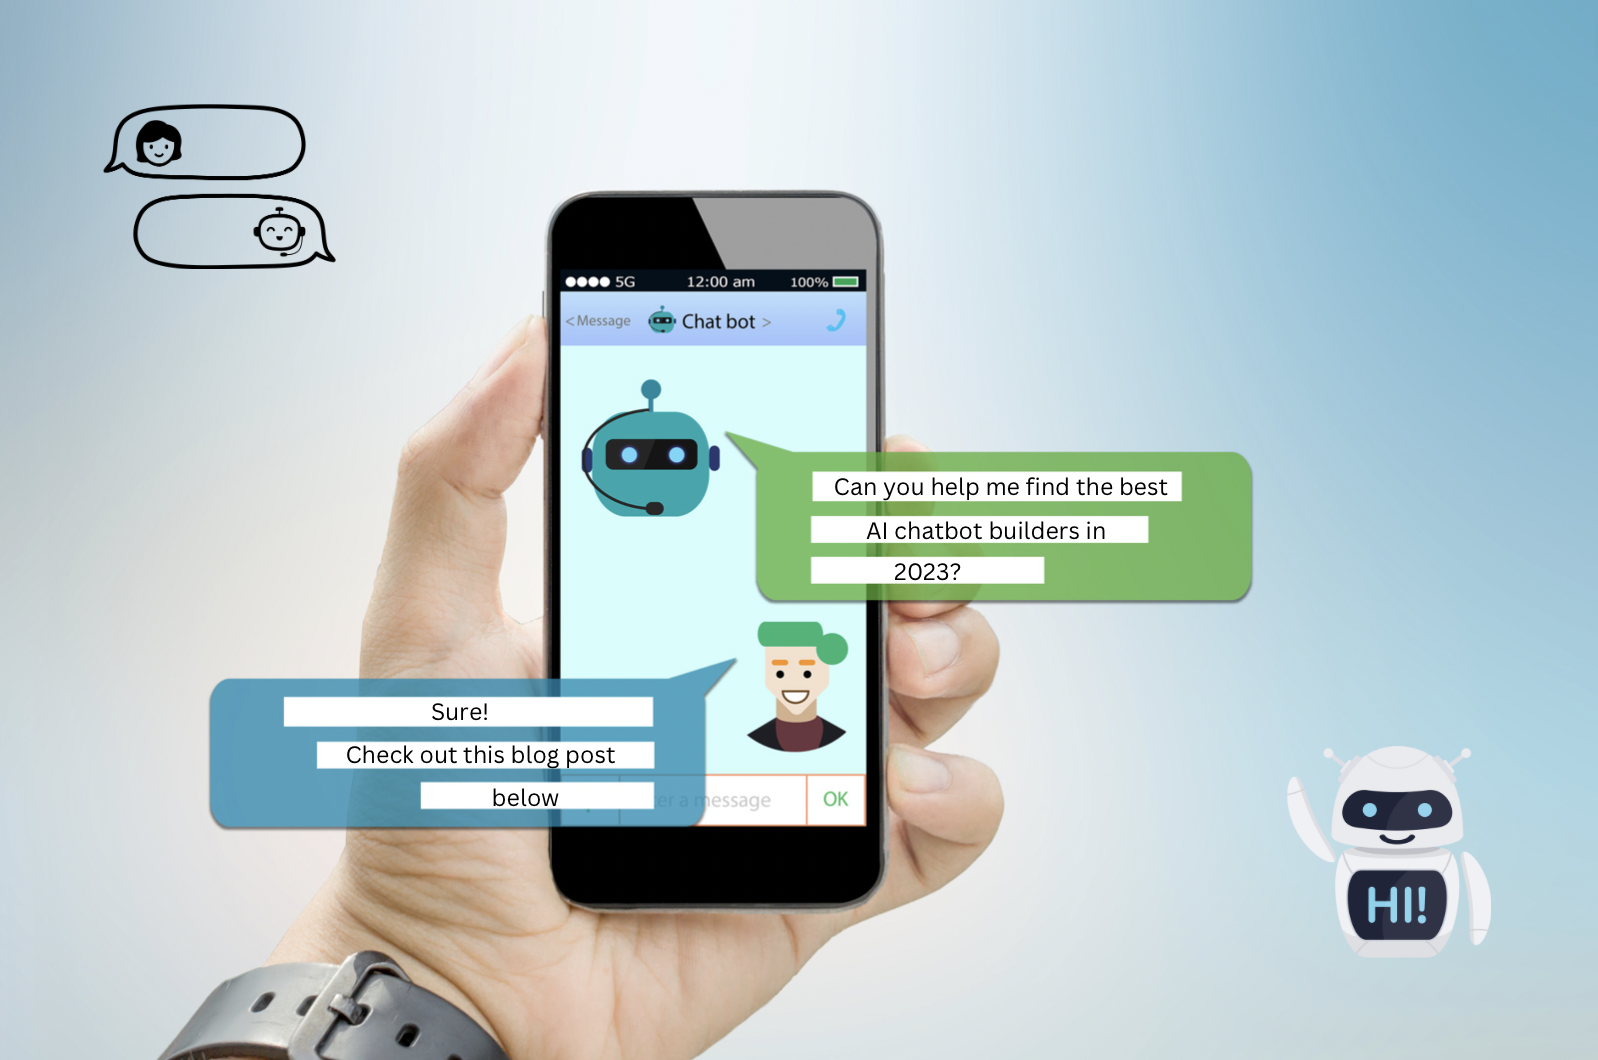 5G 12:00 am 100%
< Message Chat bot >
Can you help me find the best
AI chatbot builders in
2023?
Sure!
Check out this blog post
below
a message OK
HI!